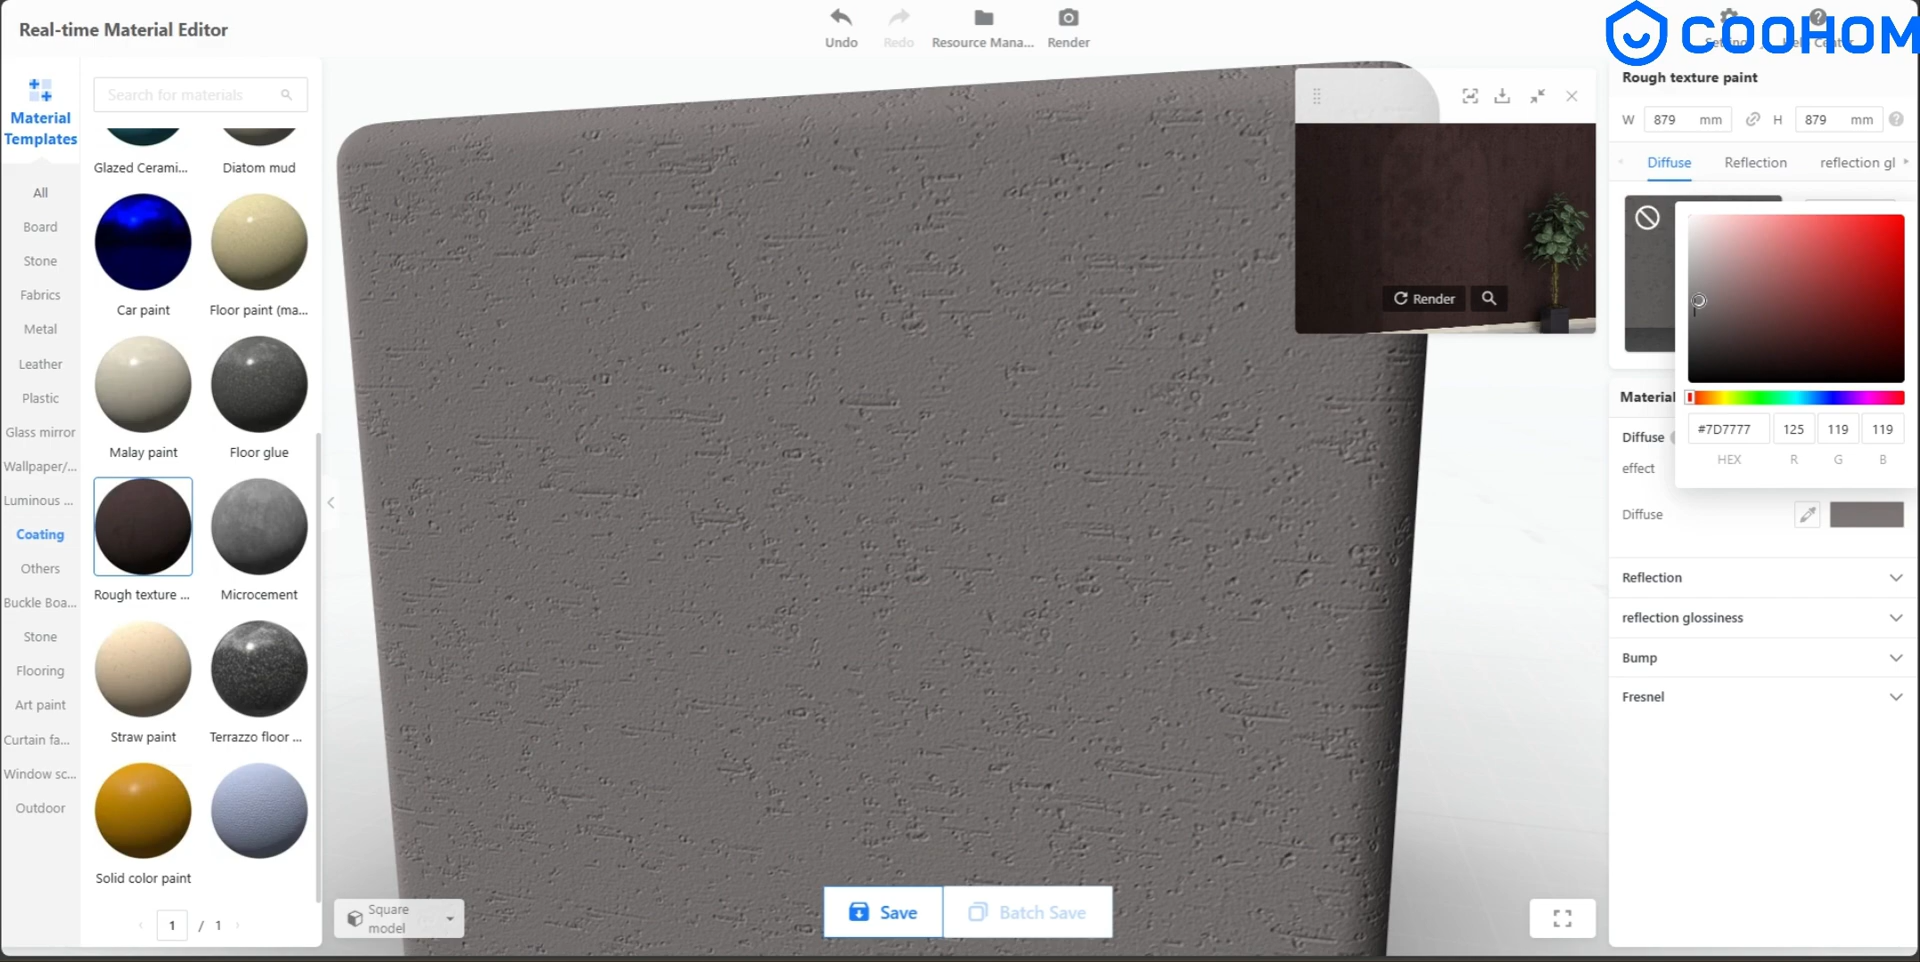 Real-time Material Editor
Undo
Redo
Resource Mana...
Render
COOHOM
Material
Templates
All
Board
Stone
Fabrics
Metal
Leather
Plastic
Glass mirror
Wallpaper/...
Luminous ...
Coating
Others
Buckle Boa...
Stone
Flooring
Art paint
Curtain fa...
Window sc...
Outdoor
Search for materials
Glazed Cerami...
Diatom mud
Car paint
Floor paint (ma...
Malay paint
Floor glue
Rough texture ...
Microcement
Straw paint
Terrazzo floor ...
Solid color paint
1 / 1
Square
model
Save
Batch Save
Render
Rough texture paint
W 879 mm H 879 mm
Diffuse
Reflection
reflection gl
Material
Diffuse
effect
#7D7777 125 119 119
HEX R G B
Diffuse
Reflection
reflection glossiness
Bump
Fresnel